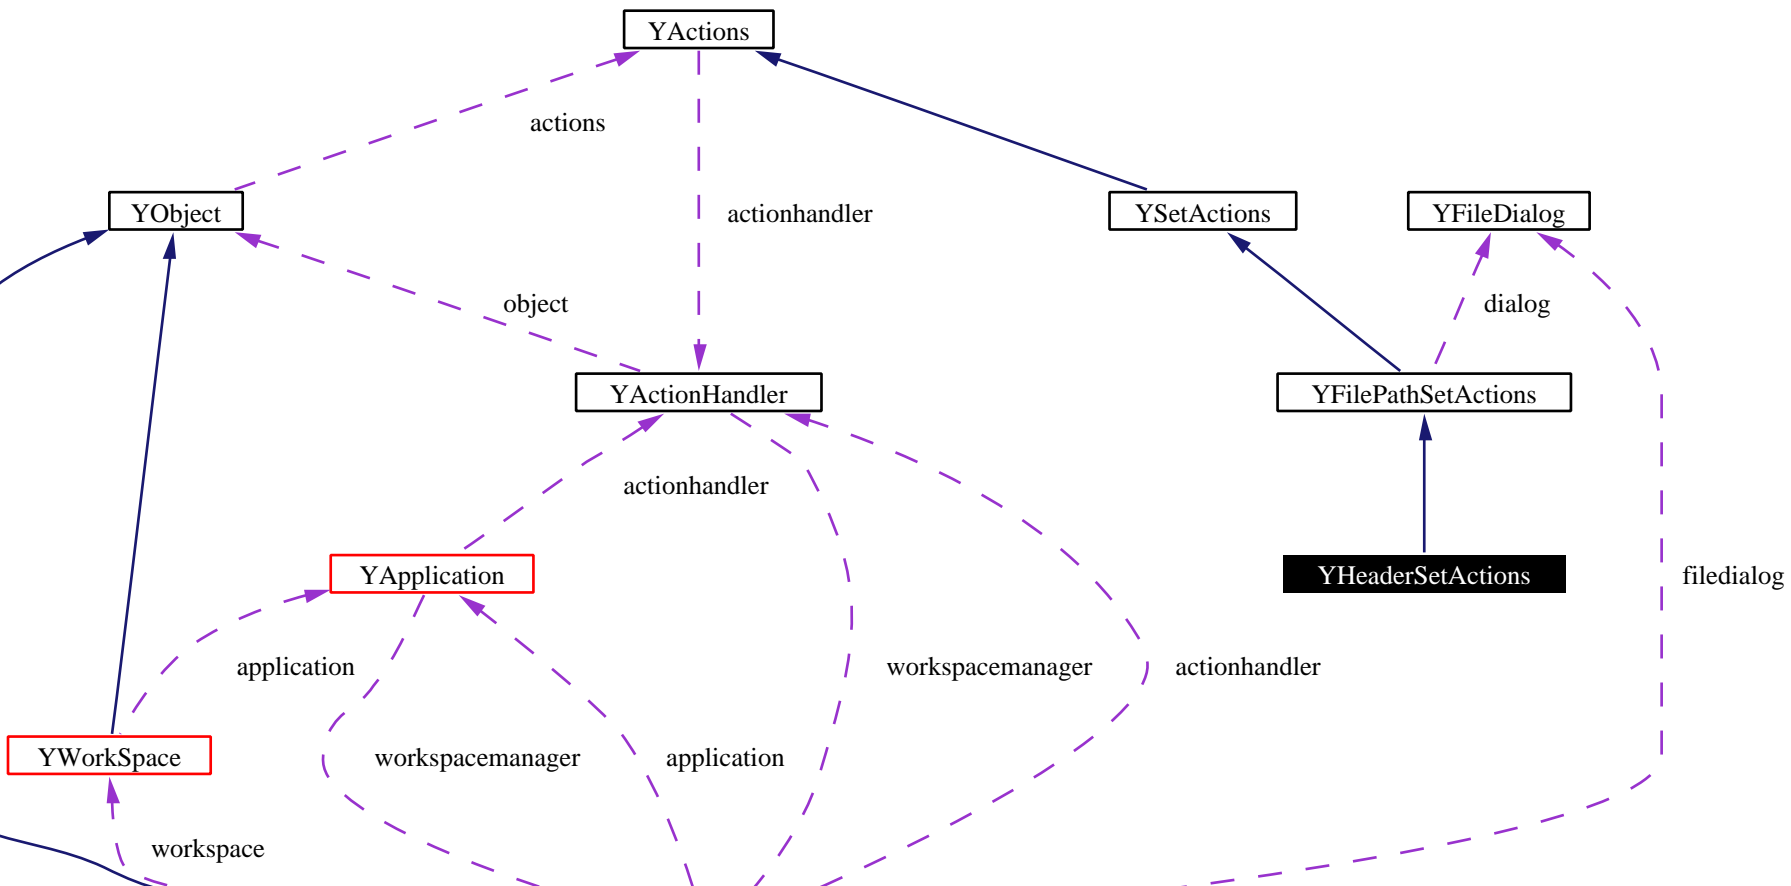 YActions
actions
YObject
actionhandler
YSetActions
YFileDialog
object
dialog
YActionHandler
YFilePathSetActions
actionhandler
YApplication
YHeaderSetActions
filedialog
application
workspacemanager
actionhandler
YWorkSpace
workspacemanager
application
workspace